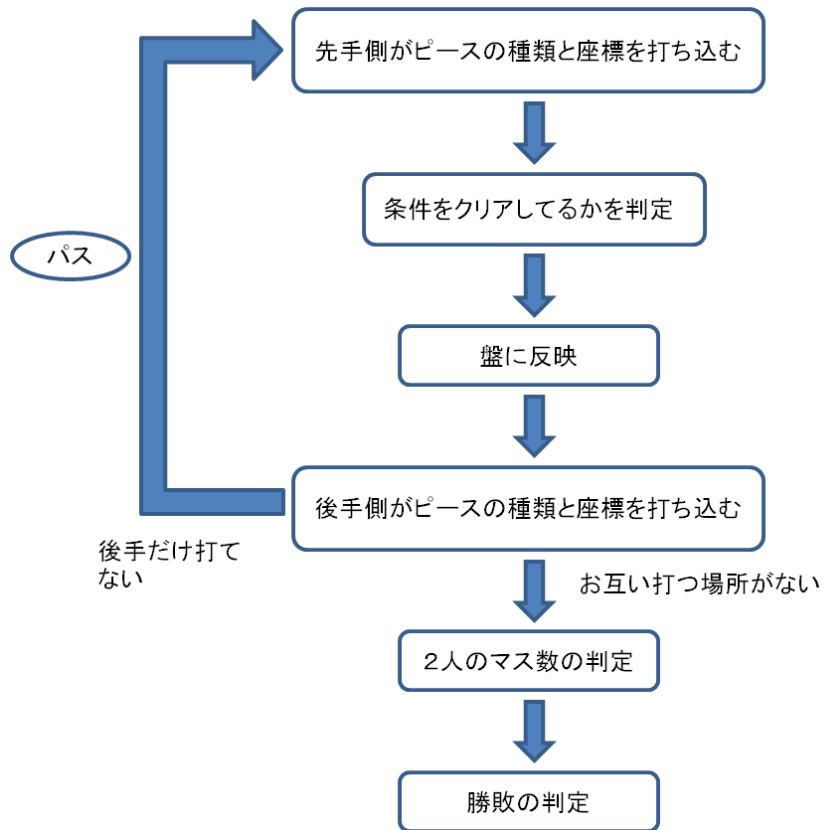 先手側がピースの種類と座標を打ち込む
条件をクリアしてるかを判定
パス
盤に反映
後手側がピースの種類と座標を打ち込む
後手だけ打て
ない
お互い打つ場所がない
２人のマス数の判定
勝敗の判定